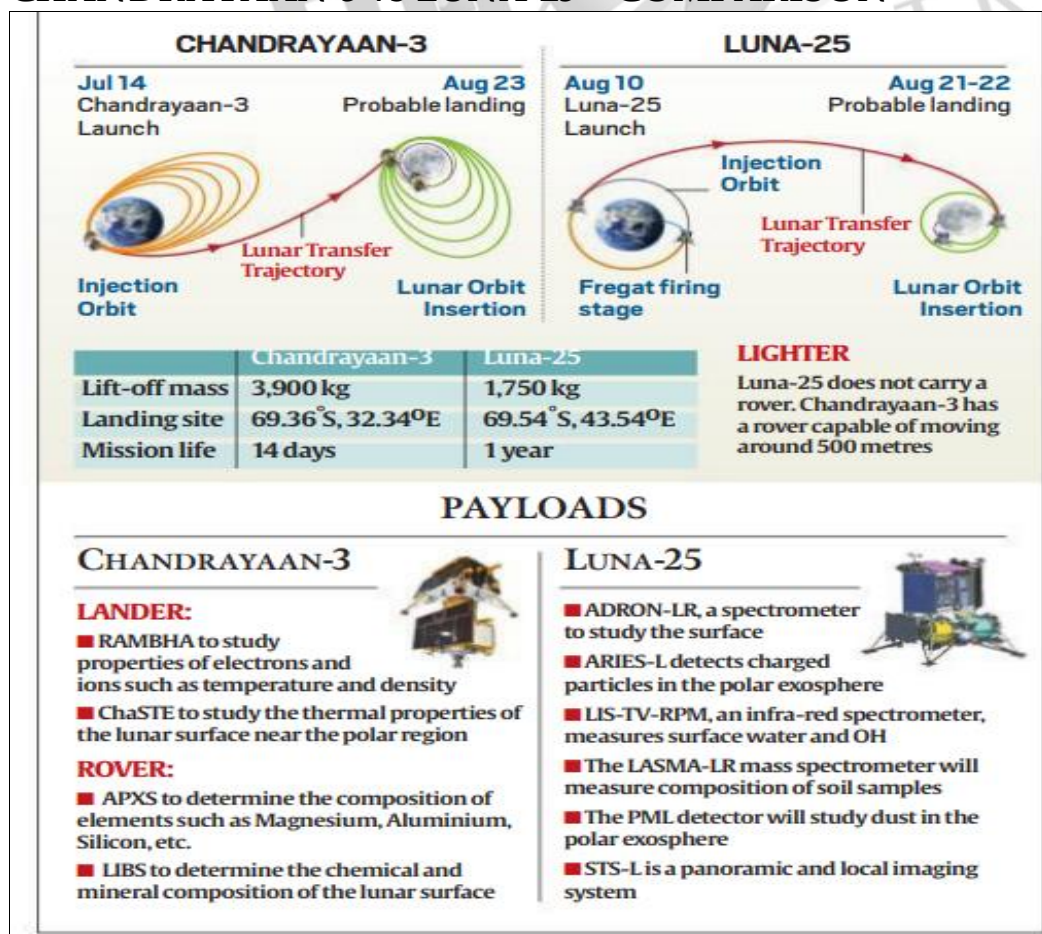 CHANDRAYAAN-3
Jul 14
Chandrayaan-3
Launch
Aug 23
Probable landing
Lunar Transfer
Trajectory
Injection
Orbit
Lunar Orbit
Insertion
LUNA-25
Aug 10
Luna-25
Launch
Aug 21-22
Probable landing
Injection
Orbit
Lunar Transfer
Trajectory
Fregat firing
stage
Lunar Orbit
Insertion
Chandrayaan-3 Luna-25
Lift-off mass 3,900 kg 1,750 kg
Landing site 69.36°S, 32.34ºE 69.54°S, 43.54ºE
Mission life 14 days 1 year
LIGHTER
Luna-25 does not carry a
rover. Chandrayaan-3 has
a rover capable of moving
around 500 metres
PAYLOADS
CHANDRAYAAN-3
LANDER:
RAMBHA to study
properties of electrons and
ions such as temperature and density
ChaSTE to study the thermal properties of
the lunar surface near the polar region
ROVER:
APXS to determine the composition of
elements such as Magnesium, Aluminium,
Silicon, etc.
LIBS to determine the chemical and
mineral composition of the lunar surface
LUNA-25
ADRON-LR, a spectrometer
to study the surface
ARIES-L detects charged
particles in the polar exosphere
LIS-TV-RPM, an infra-red spectrometer,
measures surface water and OH
The LASMA-LR mass spectrometer will
measure composition of soil samples
The PML detector will study dust in the
polar exosphere
STS-L is a panoramic and local imaging
system